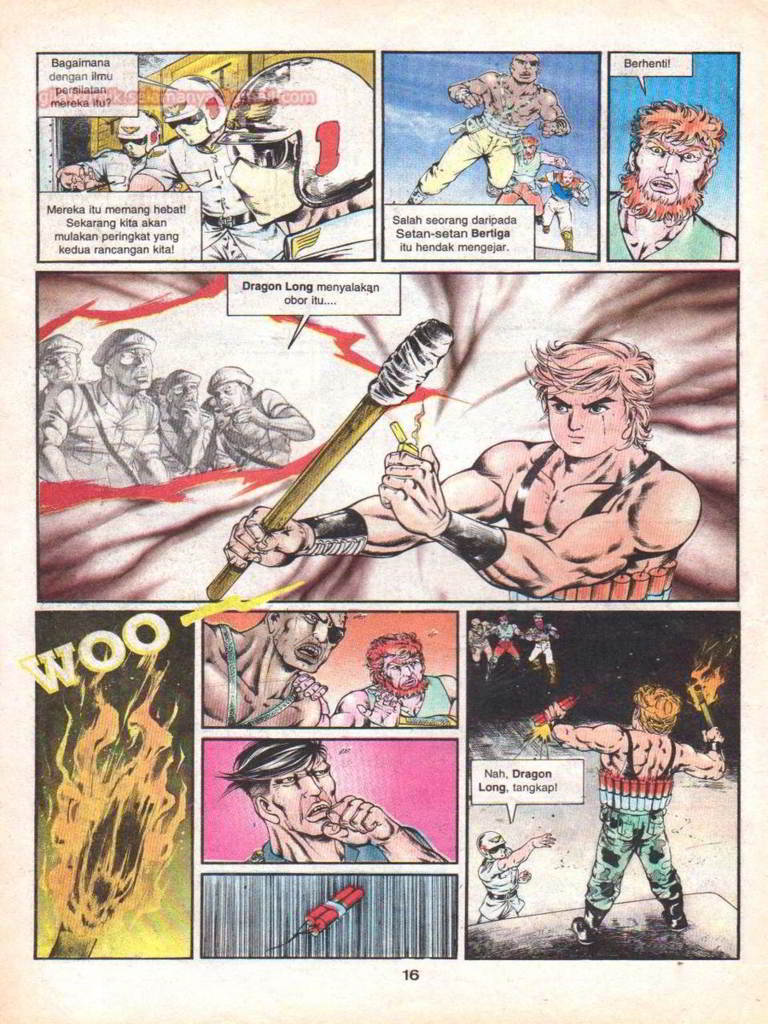 Bagaimana
dengan ilmu
persilatan
mereka itu?
1
Mereka itu memang hebat!
Sekarang kita akan
mulakan peringkat yang
kedua rancangan kita!
Salah seorang daripada
Setan-setan Bertiga
itu hendak mengejar.
Berhenti!
Dragon Long menyalakan
obor itu....
WOO
Nah, Dragon
Long, tangkap!
16